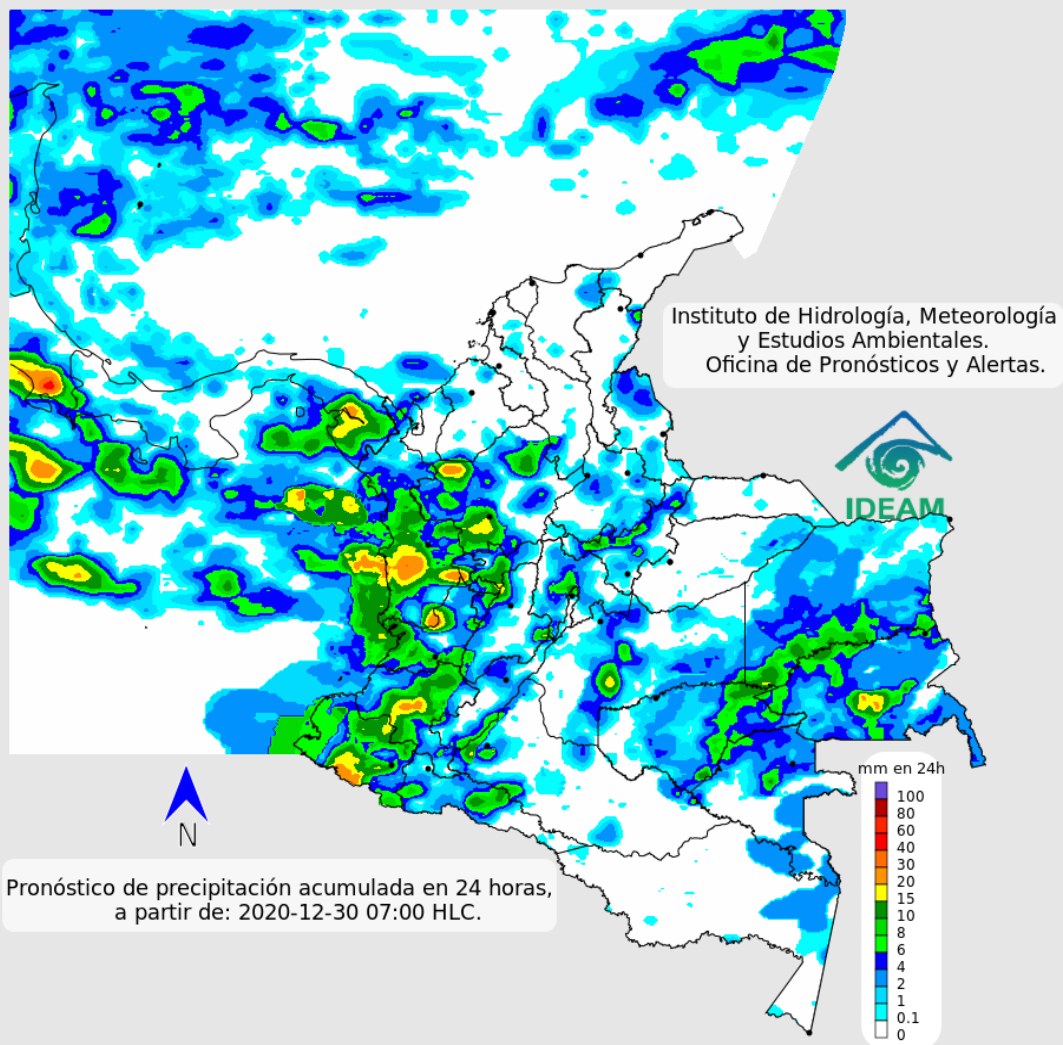 Instituto de Hidrología, Meteorología
y Estudios Ambientales.
Oficina de Pronósticos y Alertas.
IDEAM
mm en 24h
100
80
60
40
30
20
15
10
8
6
4
2
1
0.1
0
N
Pronóstico de precipitación acumulada en 24 horas,
a partir de: 2020-12-30 07:00 HLC.